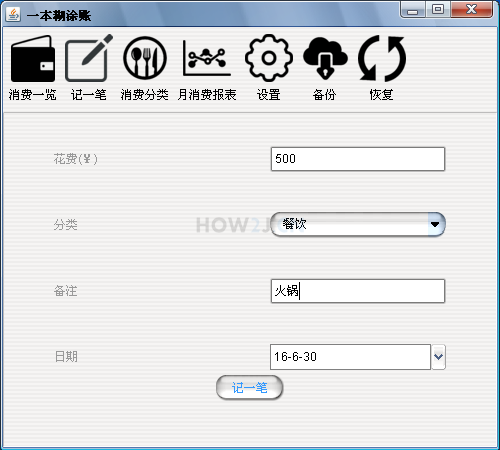 一本糊涂账
消费一览 记一笔 消费分类 月消费报表 设置 备份 恢复
花费(¥) 500
分类 餐饮
HOW2J
备注 火锅
日期 16-6-30
记一笔